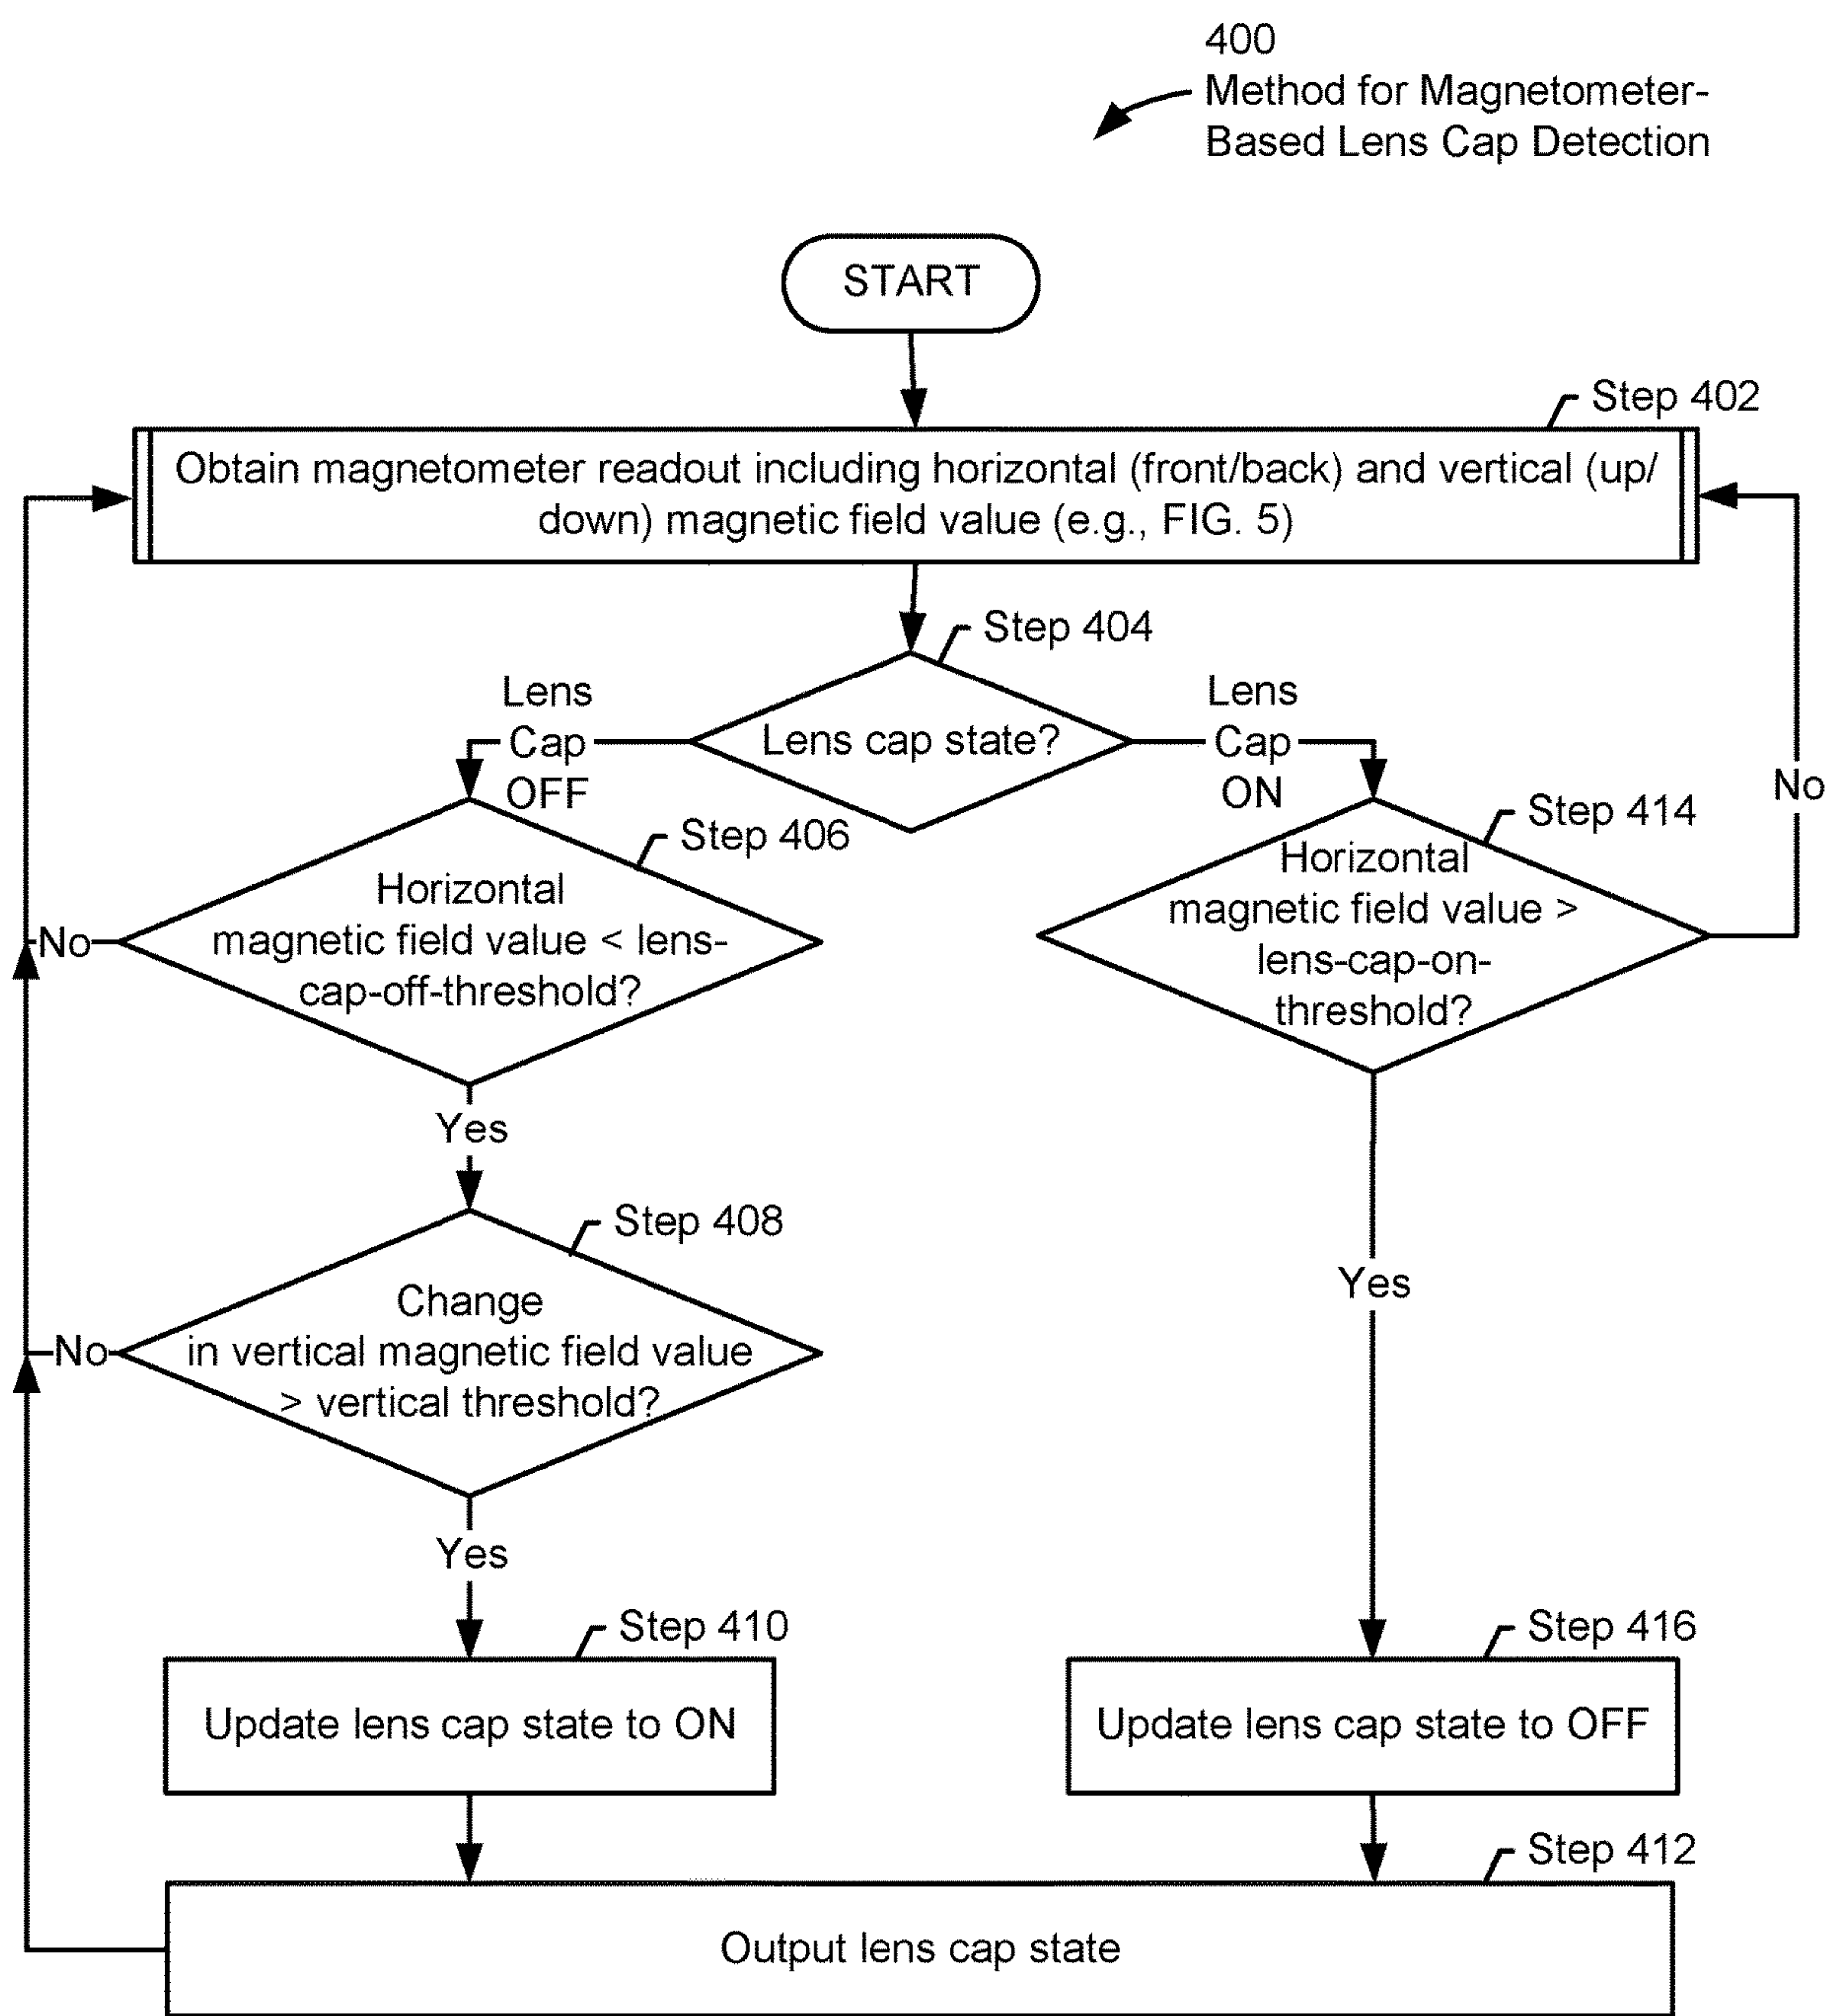 400
Method for Magnetometer-
Based Lens Cap Detection
START
Step 402
Obtain magnetometer readout including horizontal (front/back) and vertical (up/
down) magnetic field value (e.g., FIG. 5)
Step 404
Lens cap state?
Lens
Cap
OFF
Lens
Cap
ON
Step 406
Horizontal
magnetic field value < lens-
cap-off-threshold?
No
Step 414
Horizontal
magnetic field value >
lens-cap-on-
threshold?
No
Yes
Step 408
Change
in vertical magnetic field value
> vertical threshold?
No
Yes
Yes
Step 410
Update lens cap state to ON
Step 416
Update lens cap state to OFF
Step 412
Output lens cap state